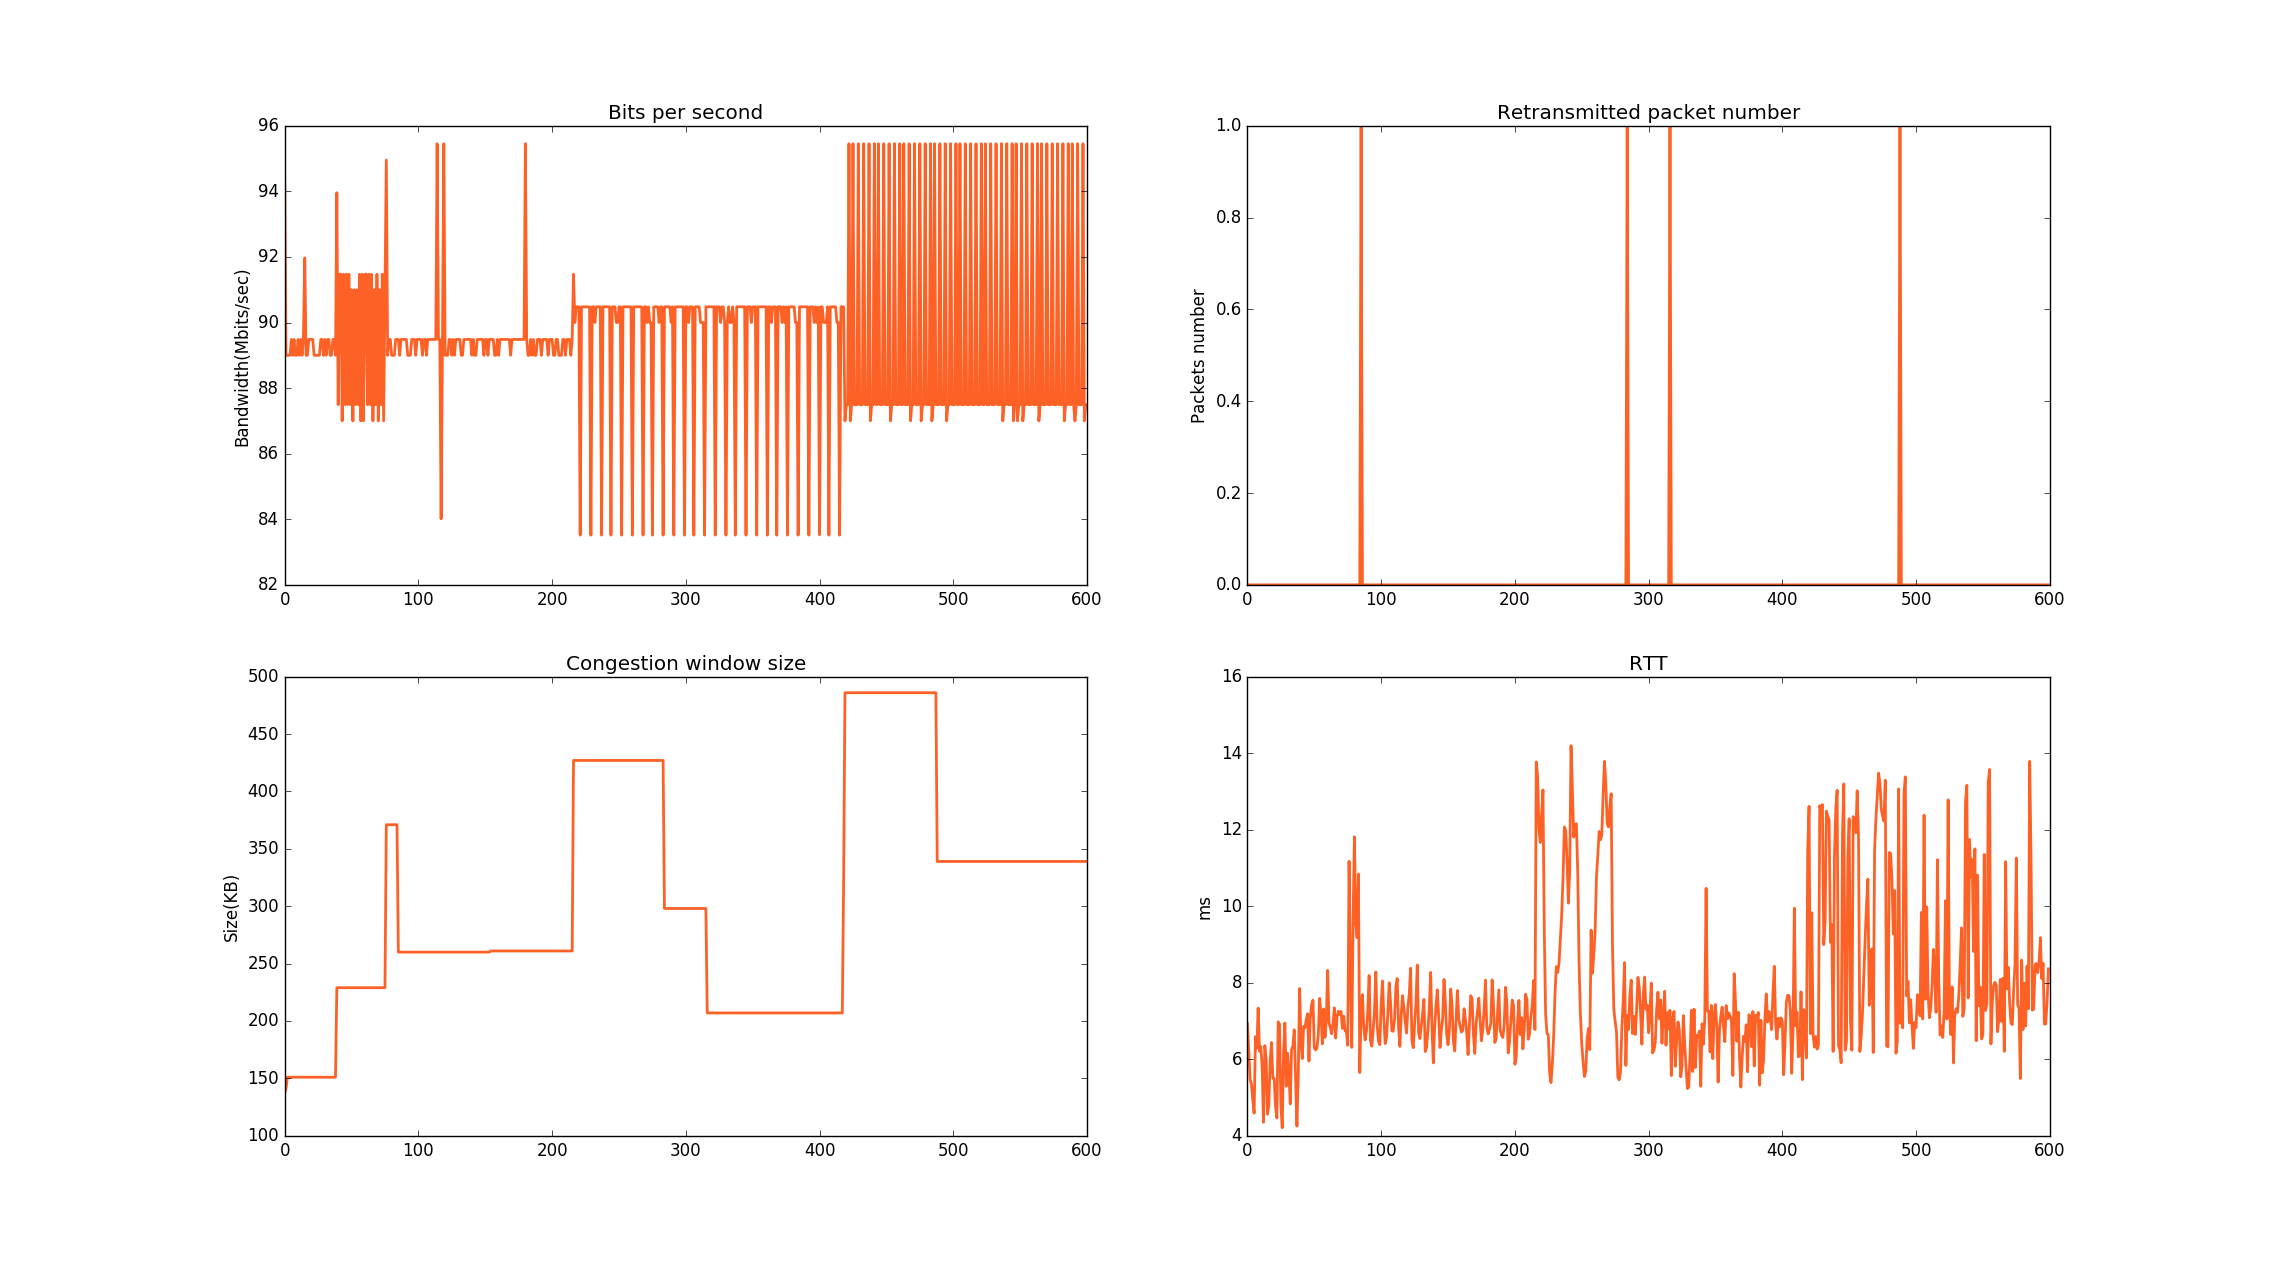 Bits per second
96
94
92
90
88
86
84
82
Bandwidth(Mbits/sec)
0 100 200 300 400 500 600
Retransmitted packet number
1.0
0.8
0.6
0.4
0.2
0.0
Packets number
0 100 200 300 400 500 600
Congestion window size
500
450
400
350
300
250
200
150
100
Size(KB)
0 100 200 300 400 500 600
RTT
16
14
12
10
8
6
4
ms
0 100 200 300 400 500 600